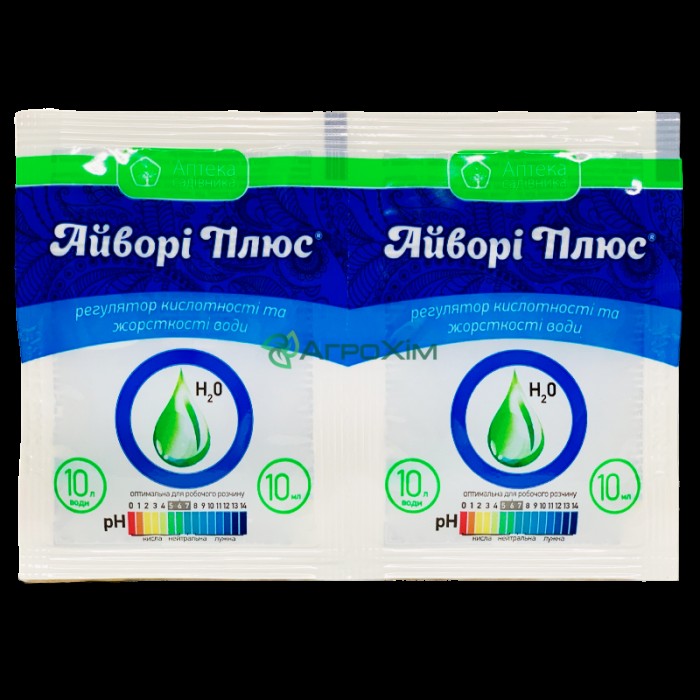 Аптека
садівника
Айворі Плюс®
регулятор кислотності та
жорсткості води
H₂O
10 л
води
10 мл
оптимальна для робочого розчину
pH 0 1 2 3 4 5 6 7 8 9 10 11 12 13 14
кисла нейтральна лужна
Аптека
садівника
Айворі Плюс®
регулятор кислотності та
жорсткості води
H₂O
10 л
води
10 мл
оптимальна для робочого розчину
pH 0 1 2 3 4 5 6 7 8 9 10 11 12 13 14
кисла нейтральна лужна
АгроХім